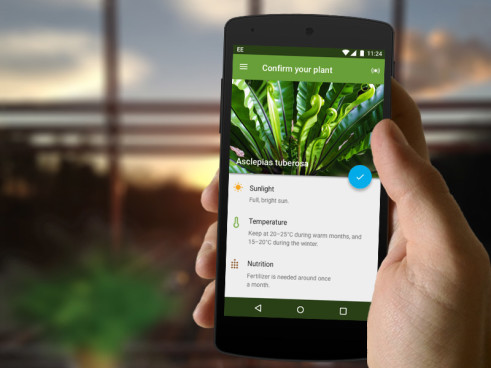 EE 11:24
Confirm your plant
Asclepias tuberosa
Sunlight
Full, bright sun.
Temperature
Keep at 20–25°C during warm months, and
15–20°C during the winter.
Nutrition
Fertilizer is needed around once
a month.